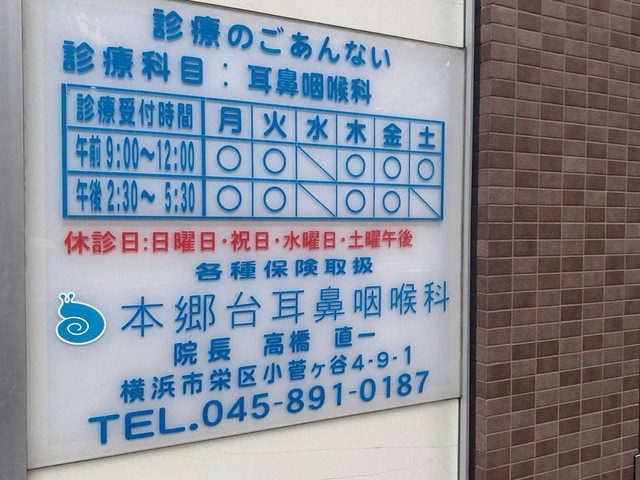 診療のごあんない
診療科目：耳鼻咽喉科
診療受付時間 月 火 水 木 金 土
午前 9:00～12:00 ○ ○ ＼ ○ ○ ○
午後 2:30～ 5:30 ○ ○ ＼ ○ ○ ＼
休診日:日曜日・祝日・水曜日・土曜午後
各種保険取扱
本郷台耳鼻咽喉科
院長 高橋 直一
横浜市栄区小菅ヶ谷4-9-1
TEL.045-891-0187